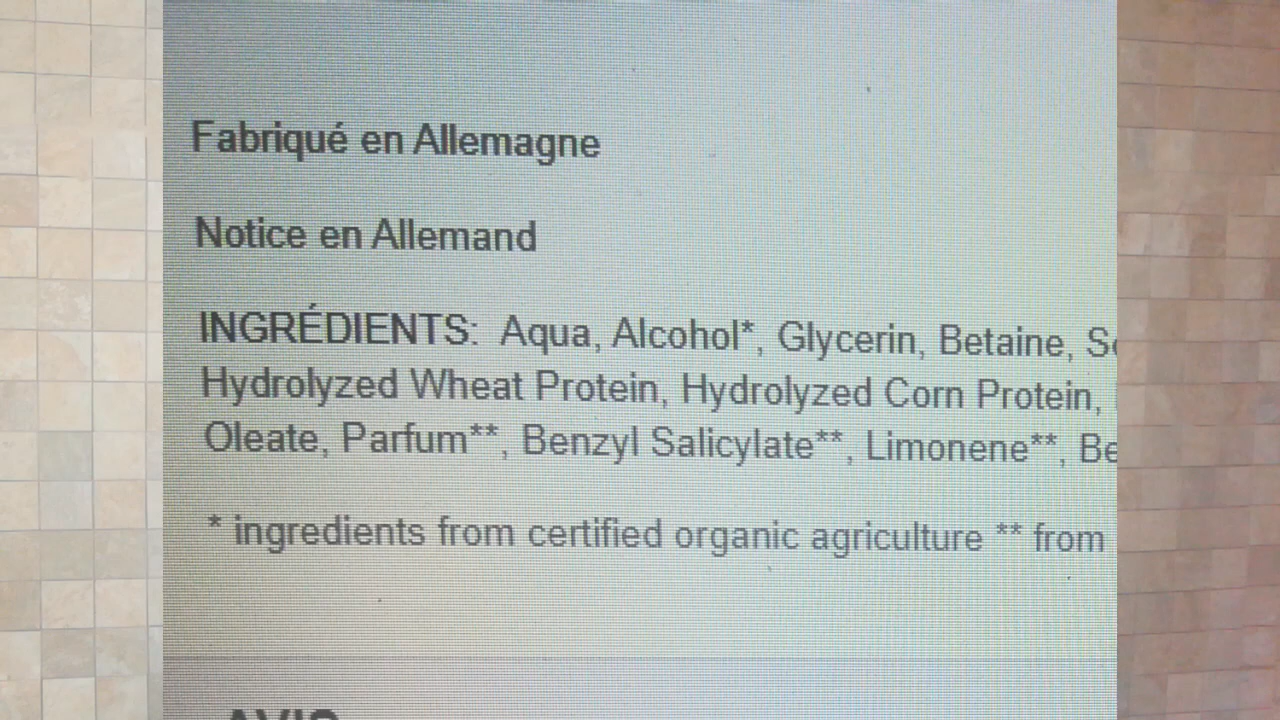 Fabriqué en Allemagne
Notice en Allemand
INGRÉDIENTS: Aqua, Alcohol*, Glycerin, Betaine,
Hydrolyzed Wheat Protein, Hydrolyzed Corn Protein,
Oleate, Parfum**, Benzyl Salicylate**, Limonene**,
* ingredients from certified organic agriculture ** from